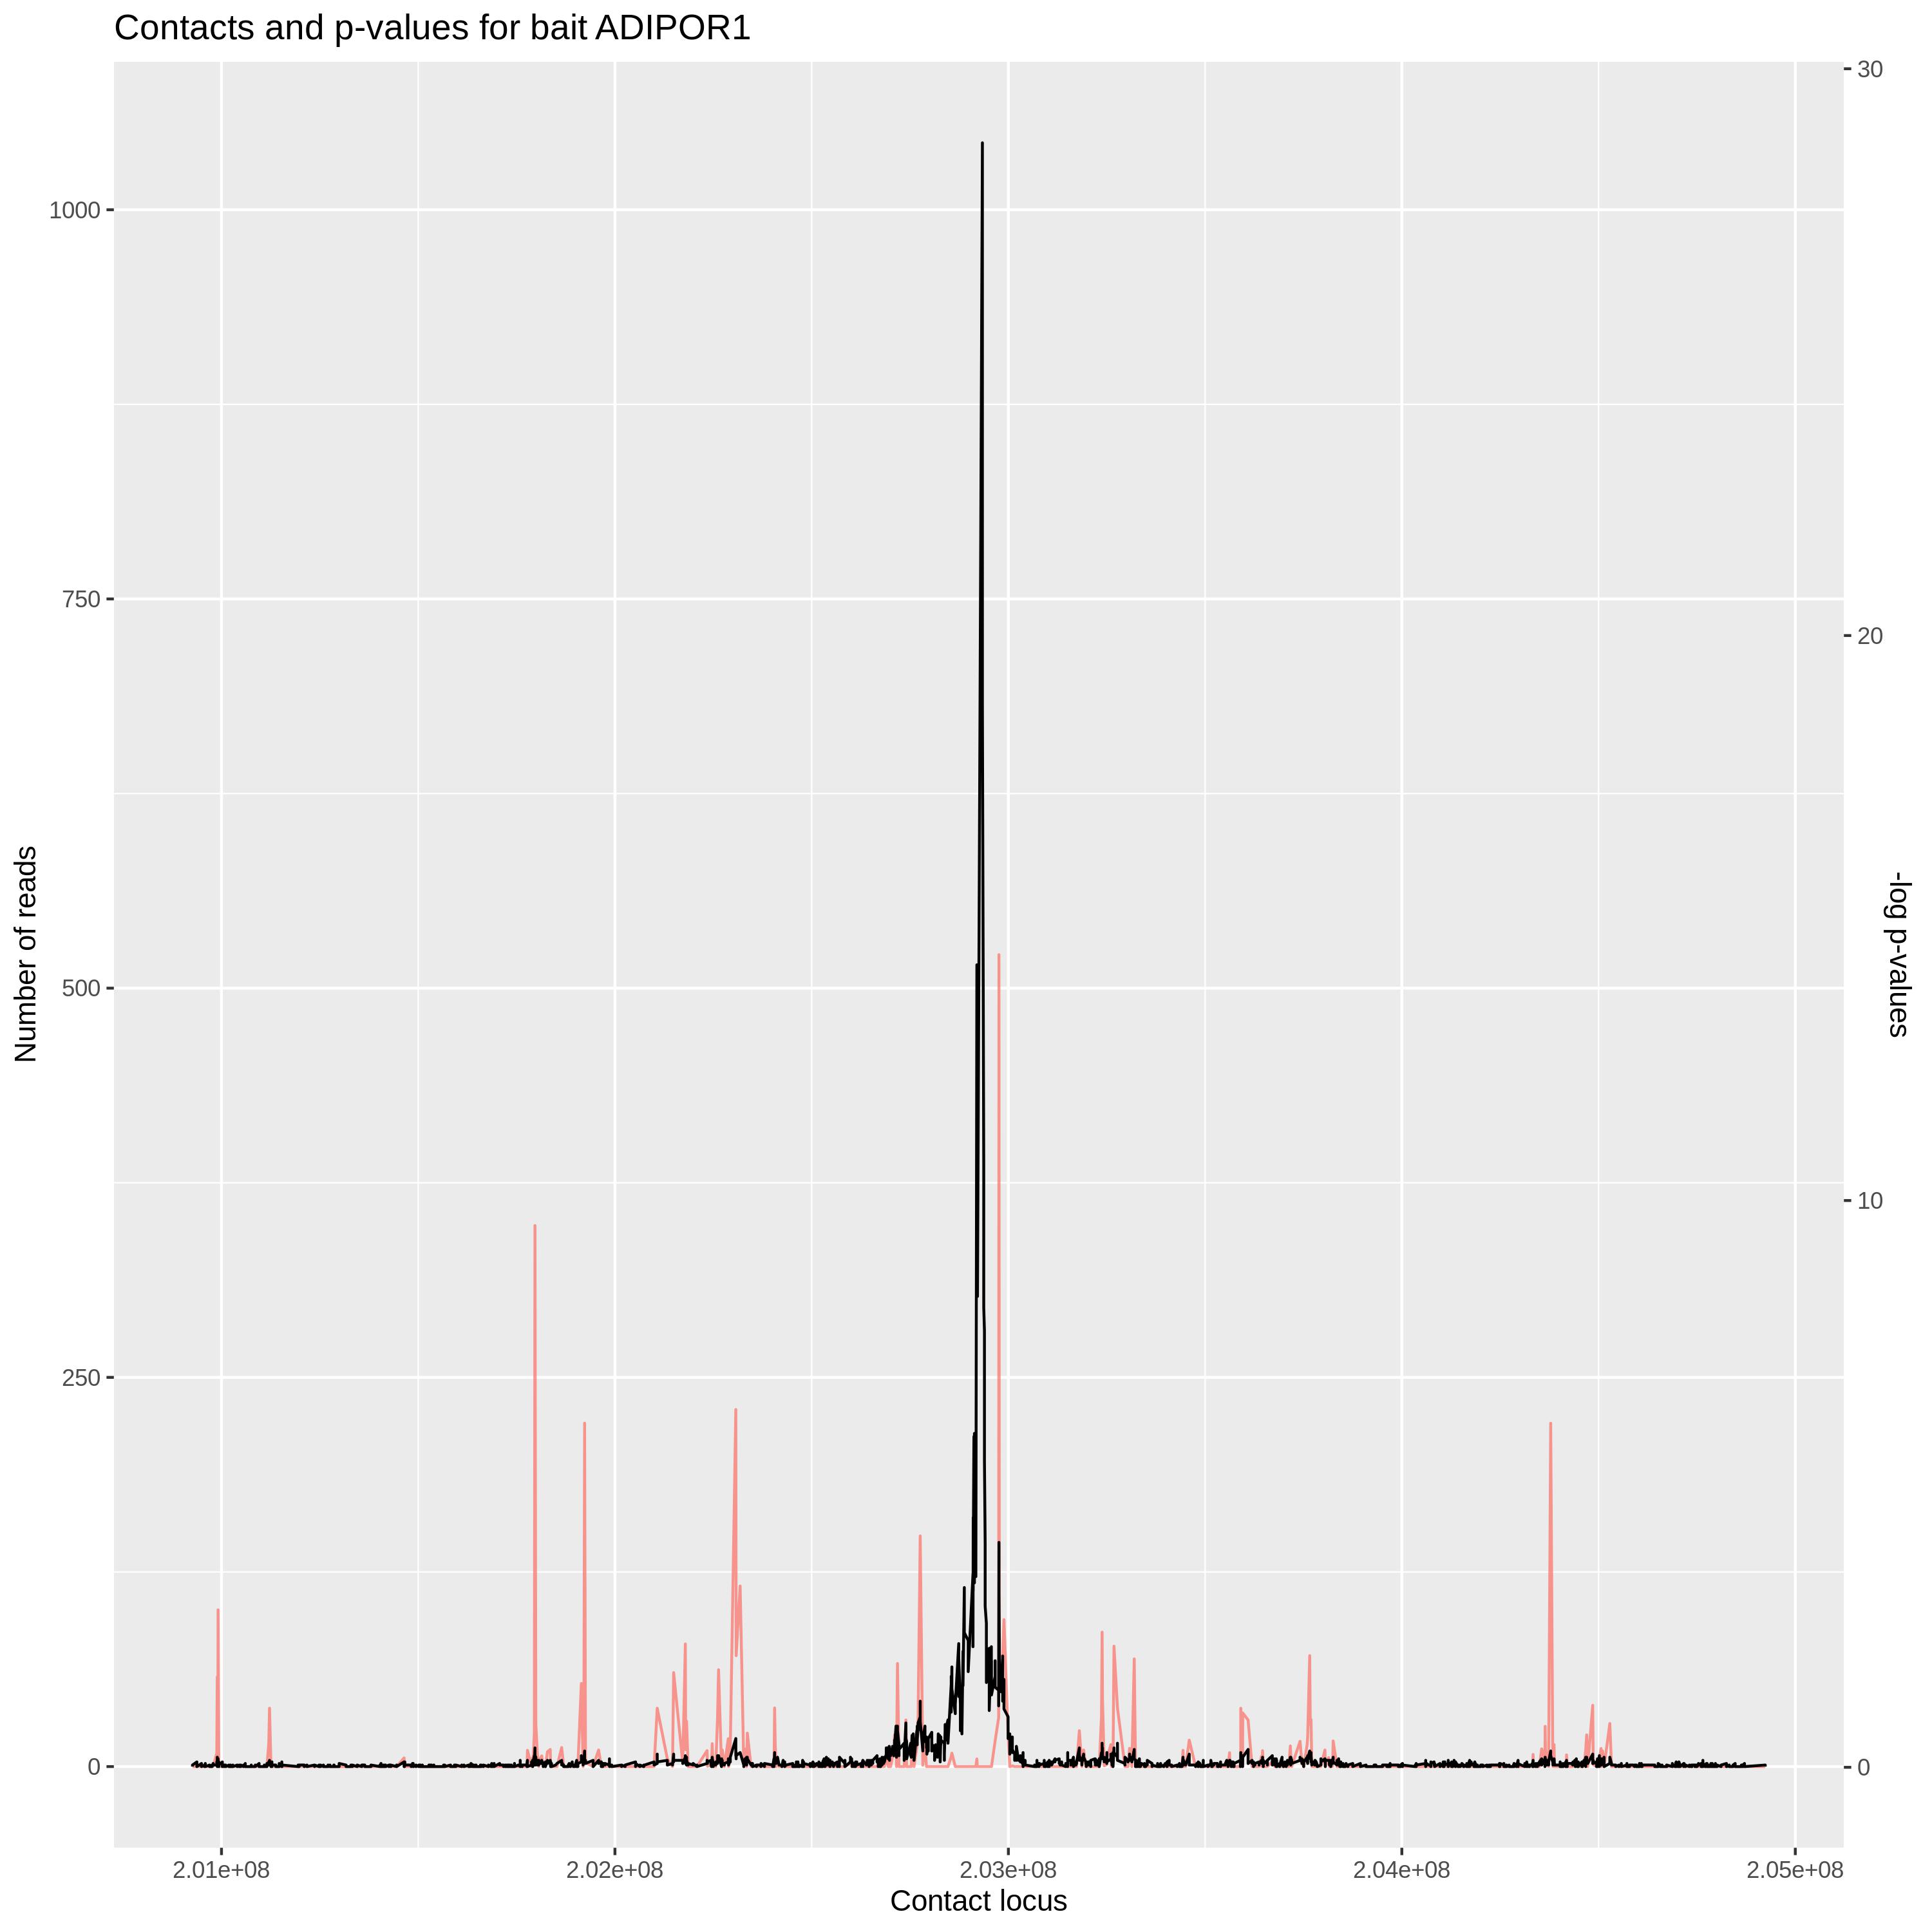 Contacts and p-values for bait ADIPOR1
30
1000
750
20
Number of reads
-log p-values
500
10
250
0
0
2.01e+08
2.02e+08
2.03e+08
2.04e+08
2.05e+08
Contact locus